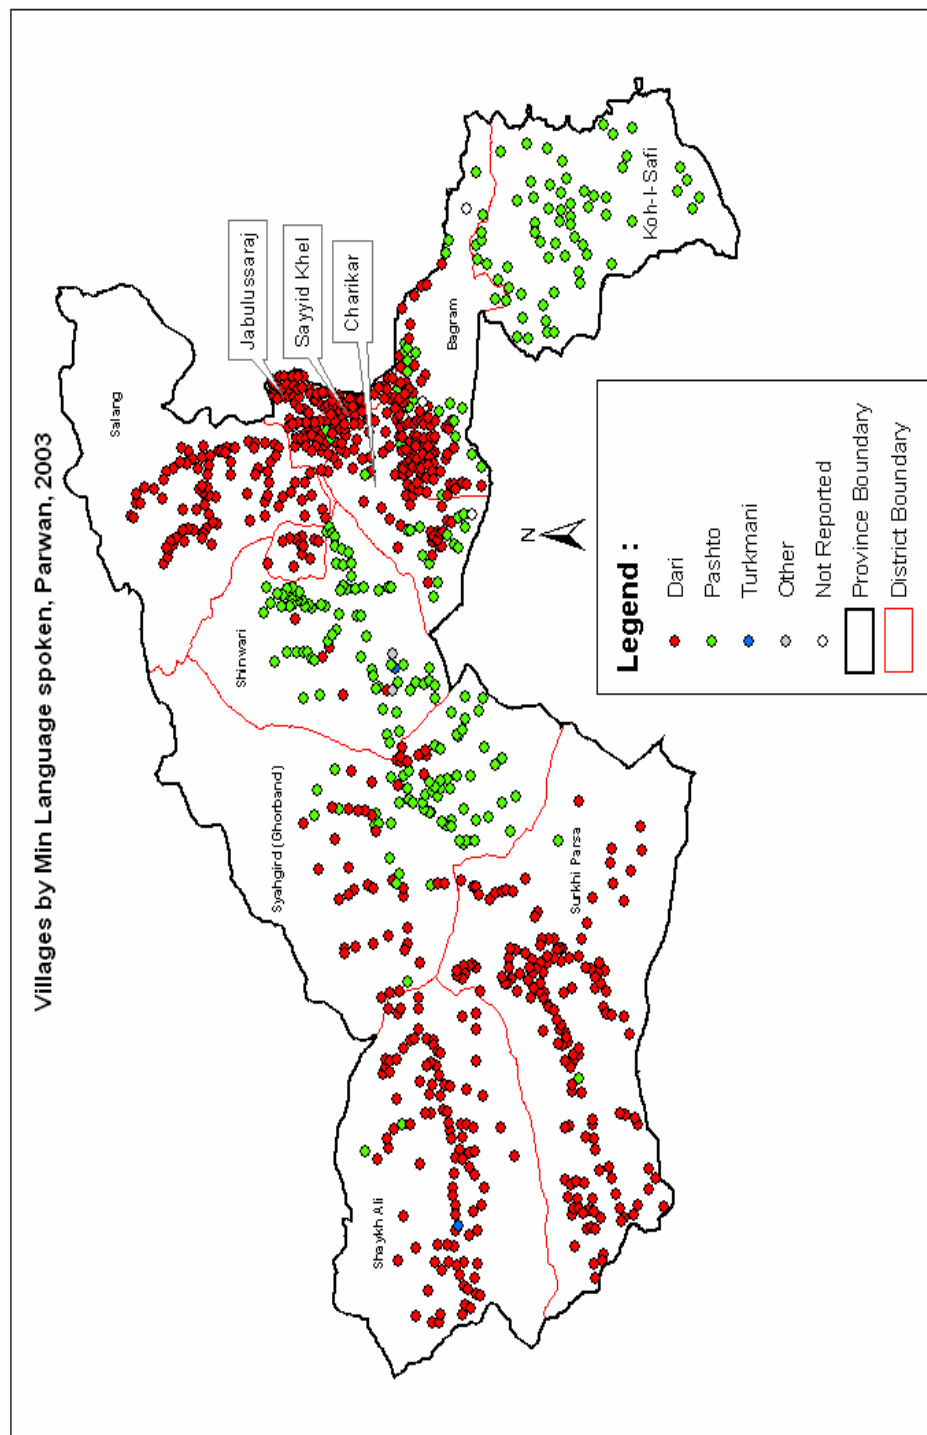 Villages by Min Language spoken, Parwan, 2003
Salang
Jabulussaraj
Sayyid Khel
Charikar
Shinwari
Bagram
Syahgird (Ghorband)
Koh-I-Safi
Shaykh Ali
Surkhi Parsa
N
Legend :
Dari
Pashto
Turkmani
Other
Not Reported
Province Boundary
District Boundary